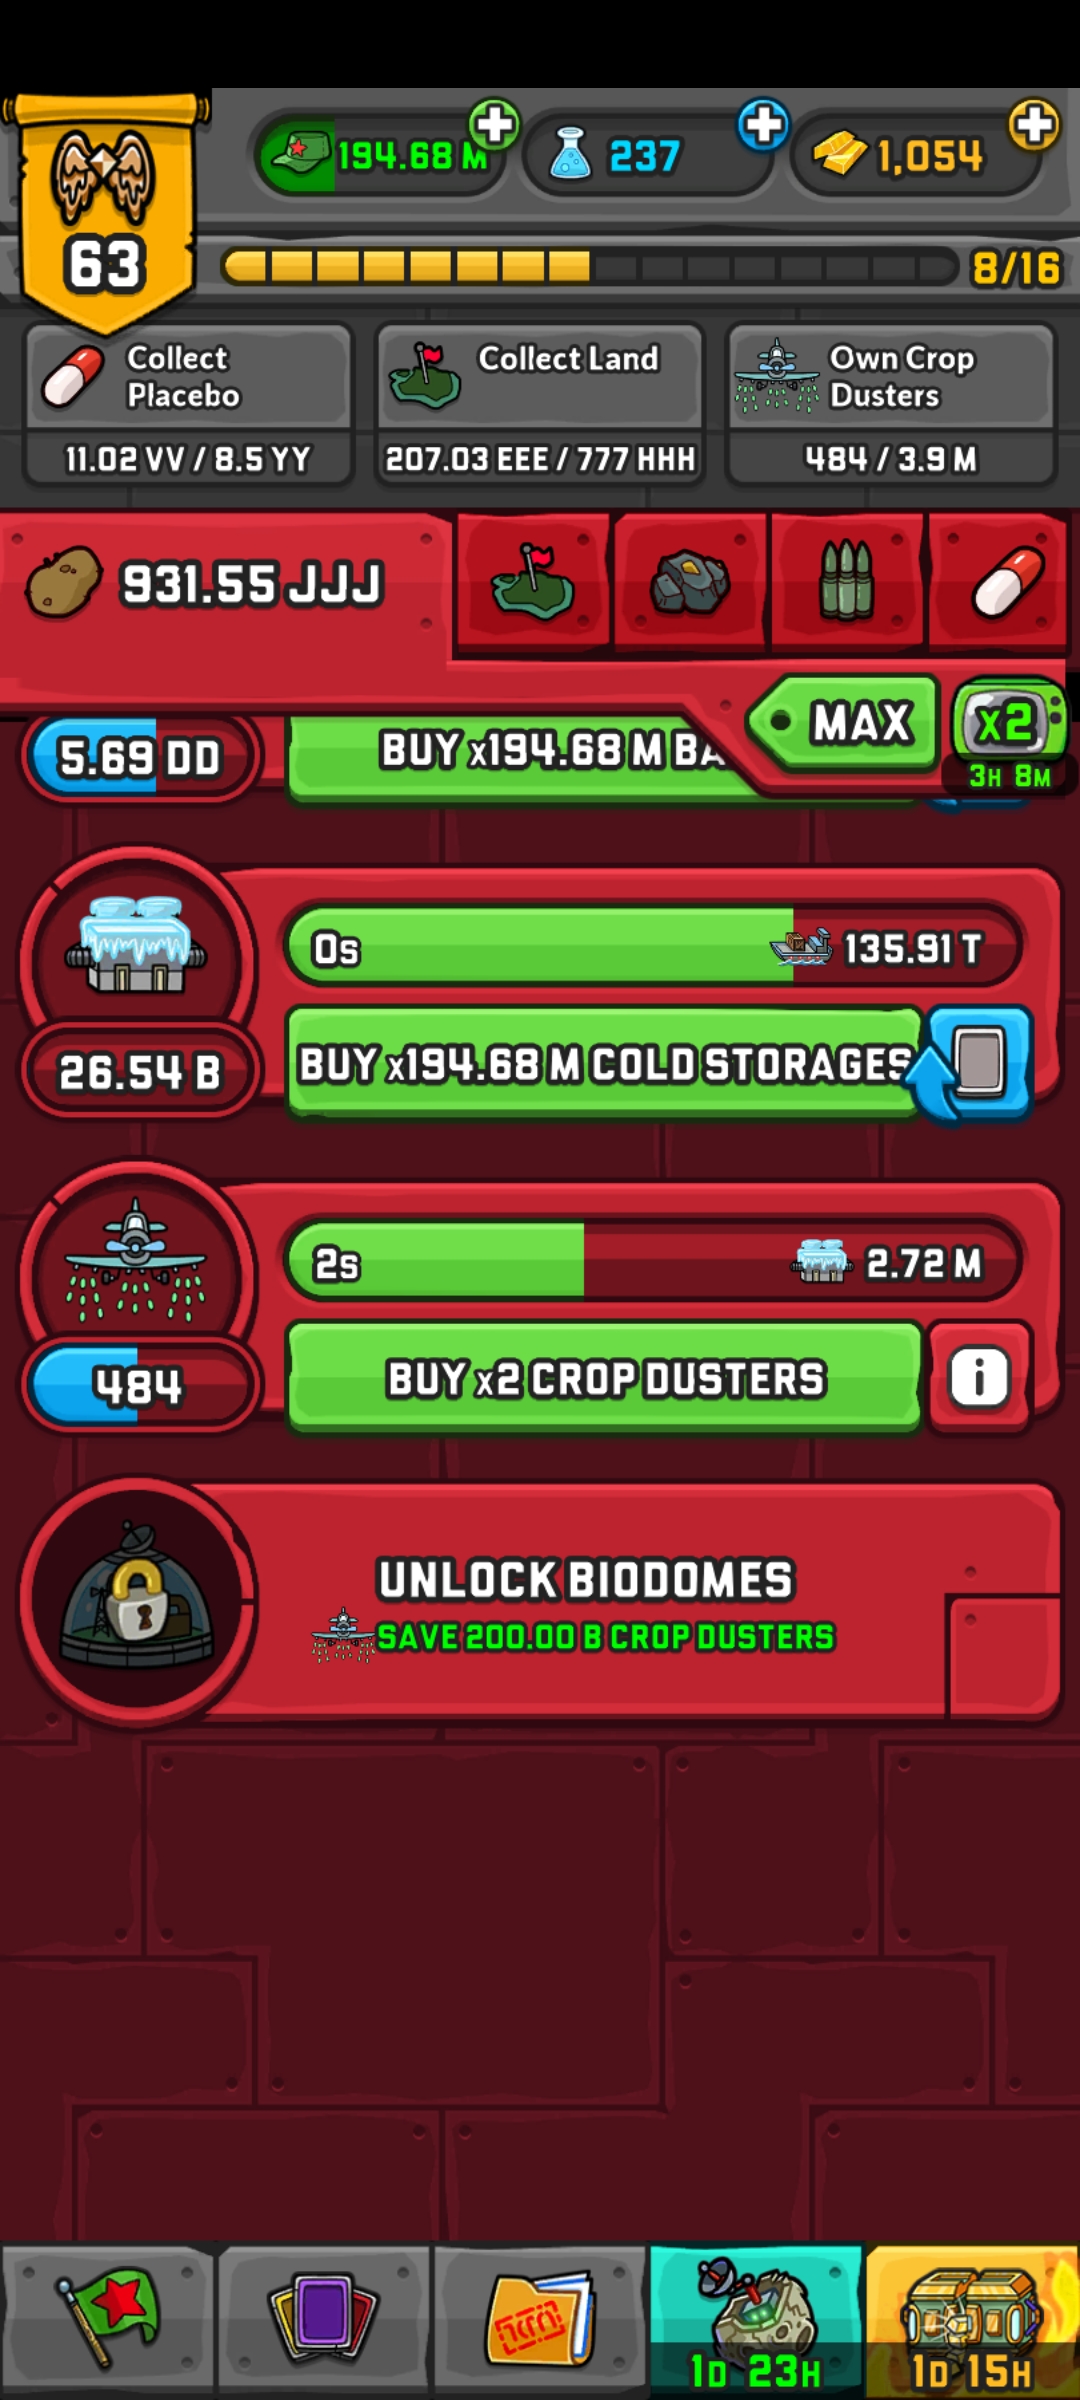 194.68 M
237
1,054
63
8/16
Collect
Placebo
11.02 VV / 8.5 YY
Collect Land
207.03 EEE / 777 HHH
Own Crop
Dusters
484 / 3.9 M
931.55 JJJ
MAX
x2
3H 8M
5.69 DD
BUY x194.68 M BA
0s
135.91 T
26.54 B
BUY x194.68 M COLD STORAGES
2s
2.72 M
484
BUY x2 CROP DUSTERS
i
UNLOCK BIODOMES
SAVE 200.00 B CROP DUSTERS
1D 23H
1D 15H